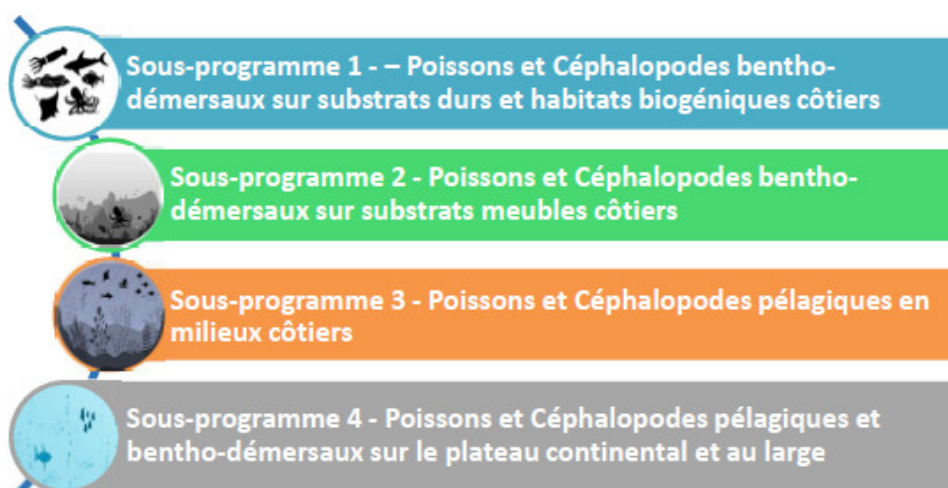 Sous-programme 1 - – Poissons et Céphalopodes bentho-
démersaux sur substrats durs et habitats biogéniques côtiers
Sous-programme 2 - Poissons et Céphalopodes bentho-
démersaux sur substrats meubles côtiers
Sous-programme 3 - Poissons et Céphalopodes pélagiques en
milieux côtiers
Sous-programme 4 - Poissons et Céphalopodes pélagiques et
bentho-démersaux sur le plateau continental et au large